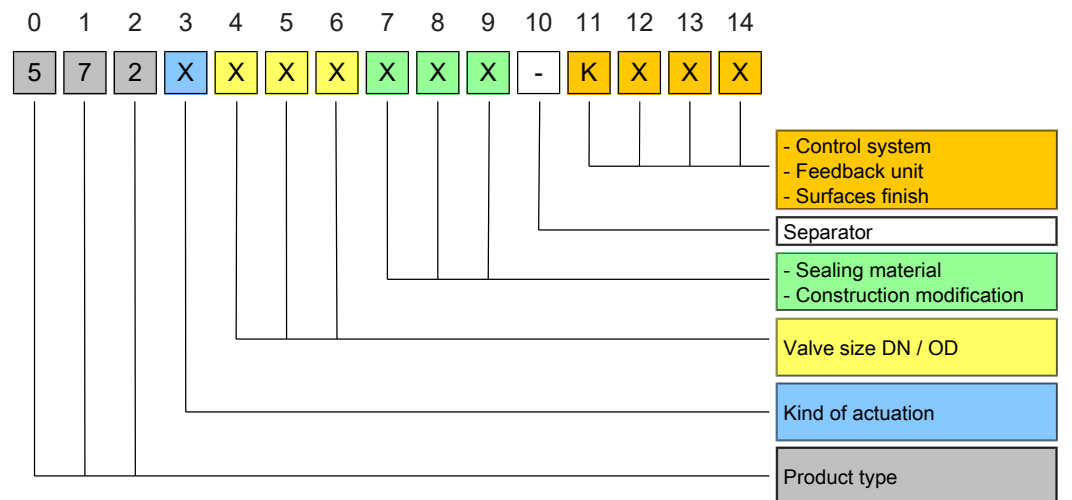 0 1 2 3 4 5 6 7 8 9 10 11 12 13 14
5 7 2 X X X X X X X - K X X X
- Control system
- Feedback unit
- Surfaces finish
Separator
- Sealing material
- Construction modification
Valve size DN / OD
Kind of actuation
Product type